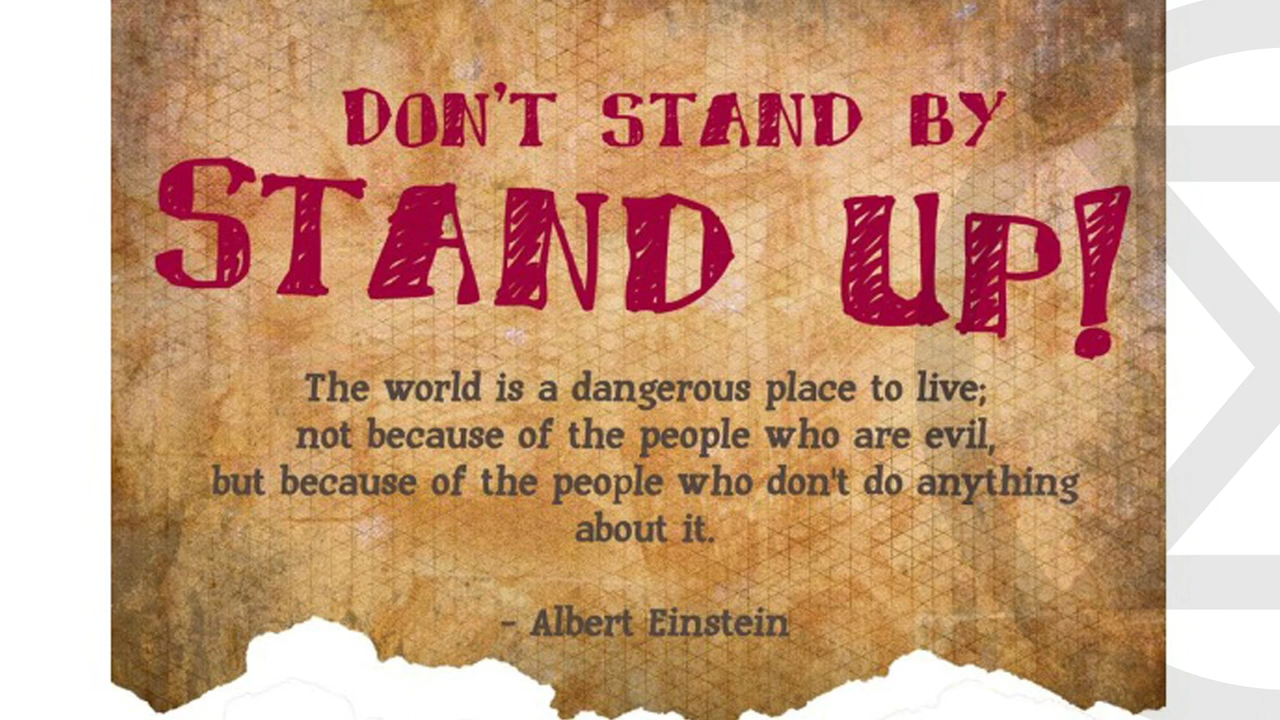 DON'T STAND BY
STAND UP!
The world is a dangerous place to live;
not because of the people who are evil,
but because of the people who don't do anything
about it.
- Albert Einstein